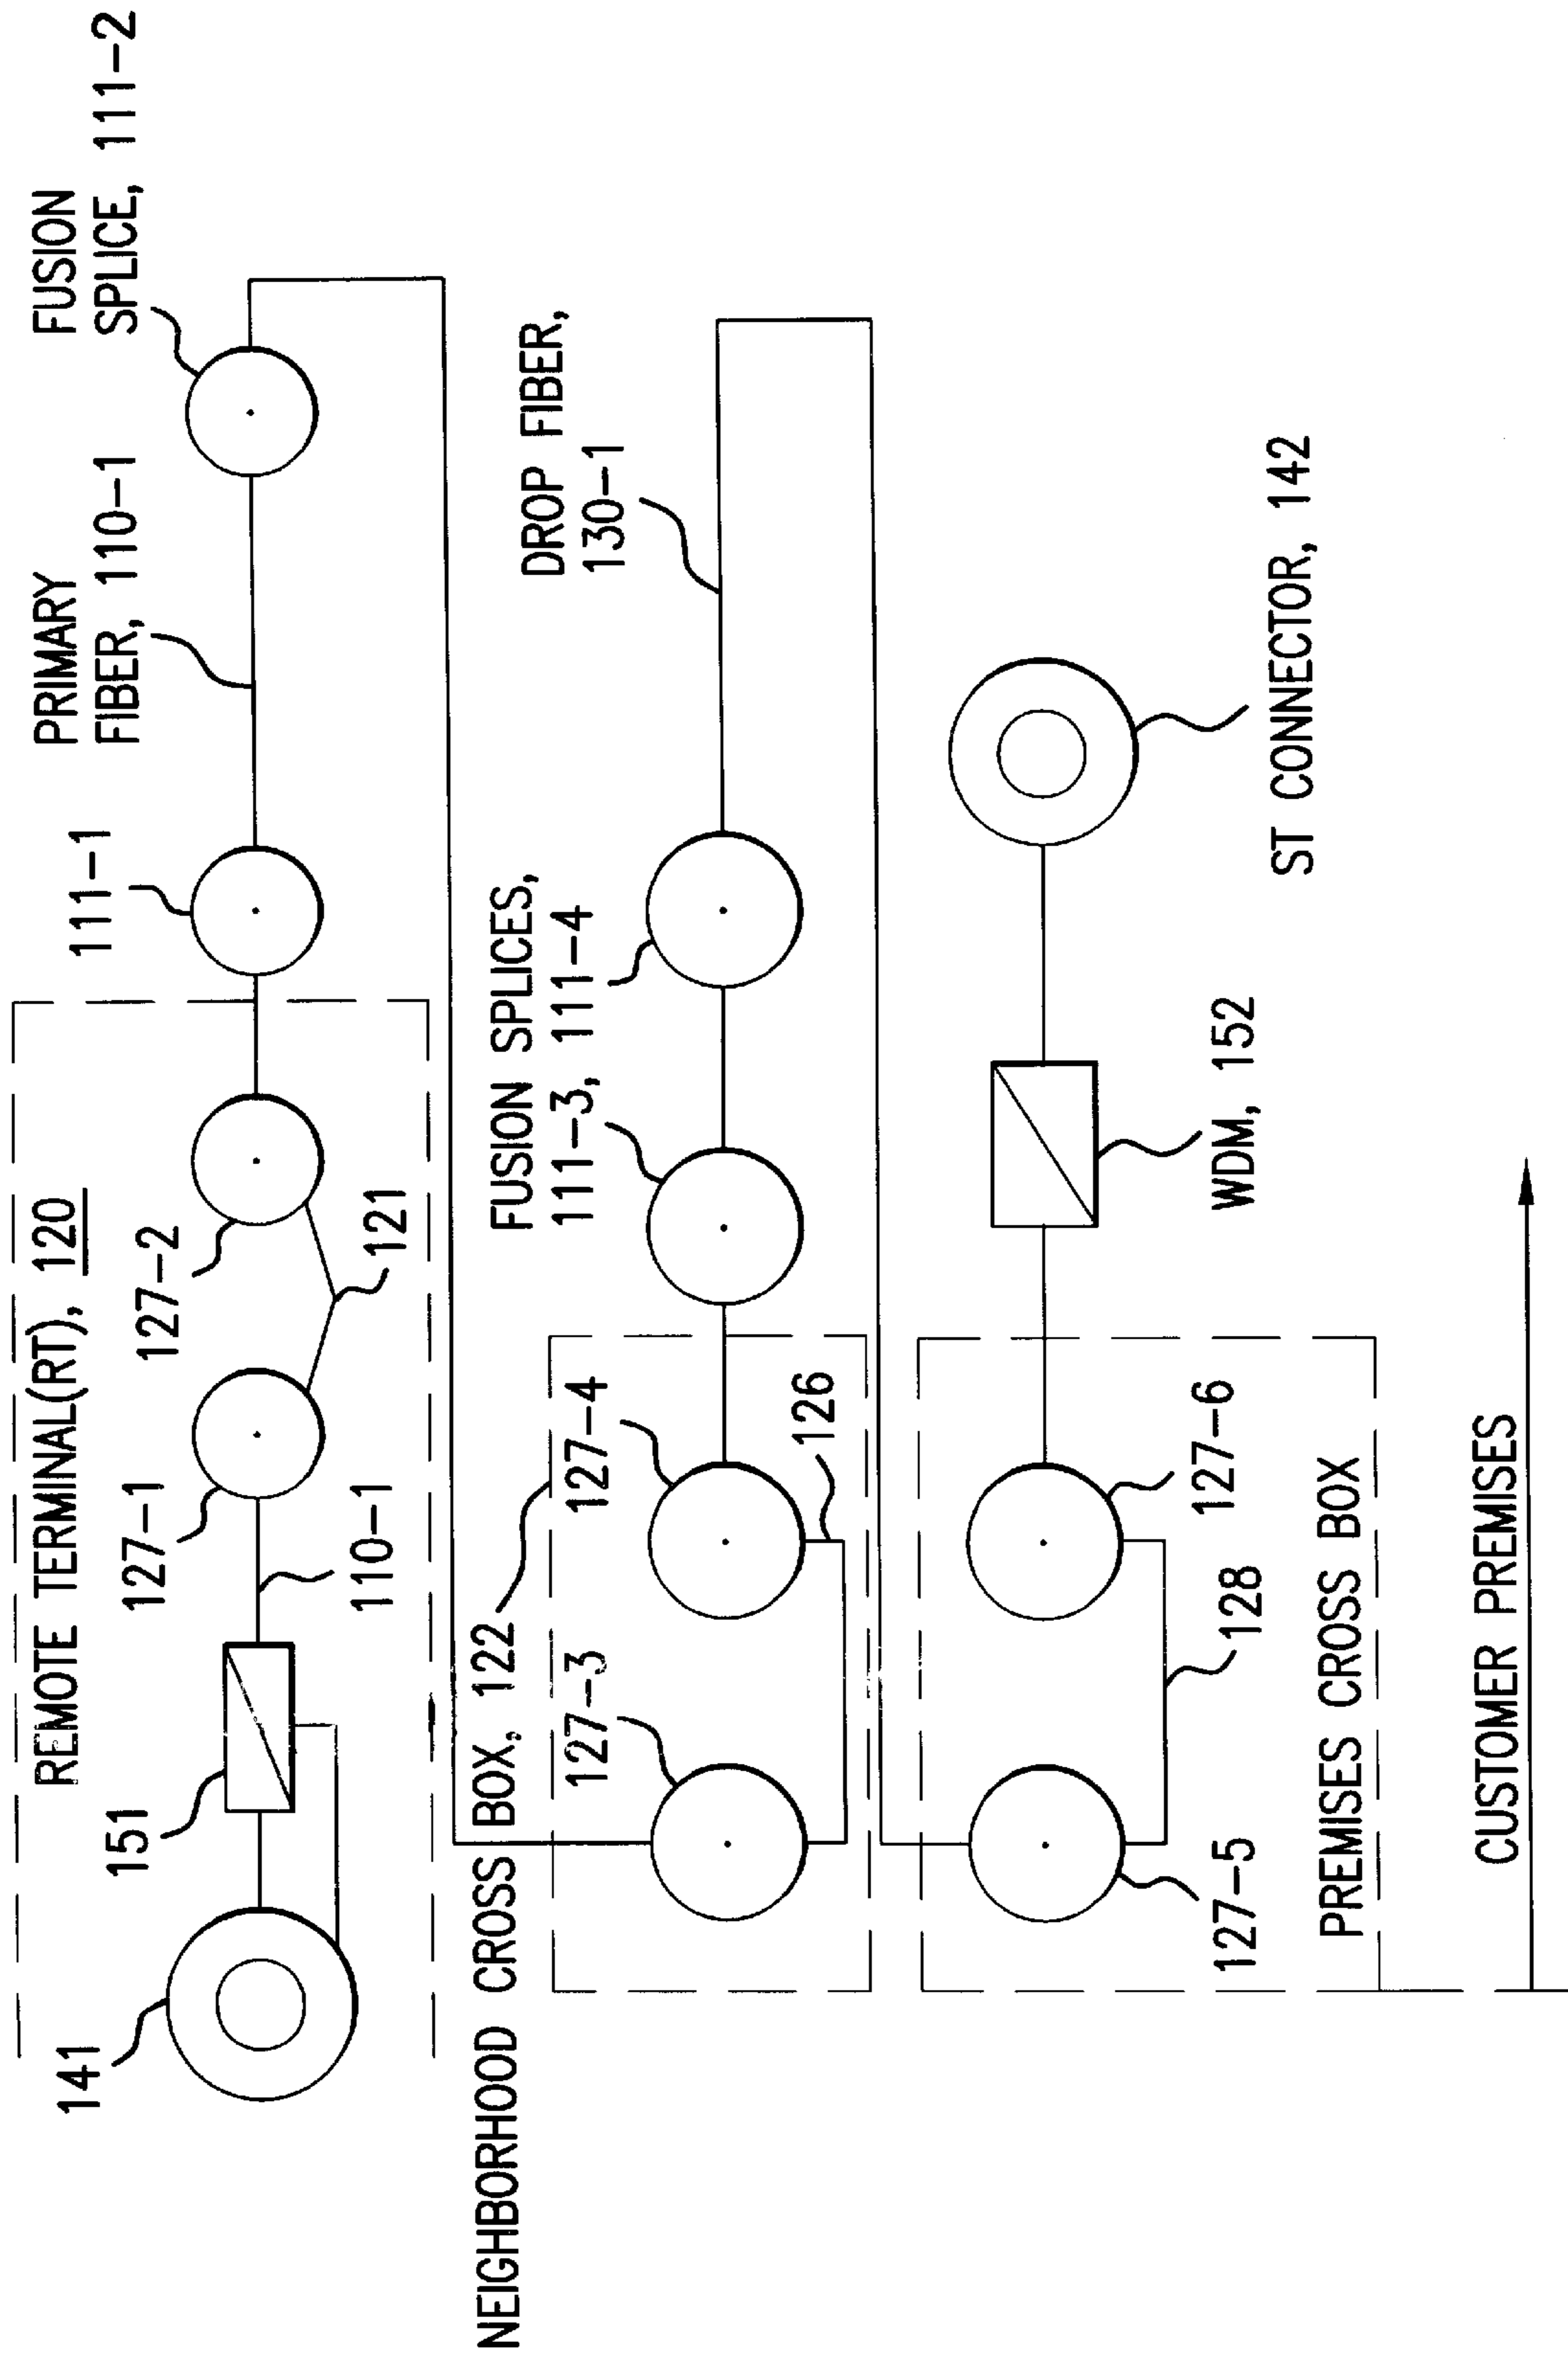 REMOTE TERMINAL(RT), 120
141
151
127-1
110-1
127-2
121
111-1
PRIMARY
FIBER, 110-1
FUSION
SPLICE, 111-2
NEIGHBORHOOD CROSS BOX, 122
127-3
127-4
126
FUSION SPLICES,
111-3, 111-4
DROP FIBER,
130-1
127-5
128
127-6
PREMISES CROSS BOX
WDM, 152
ST CONNECTOR, 142
CUSTOMER PREMISES